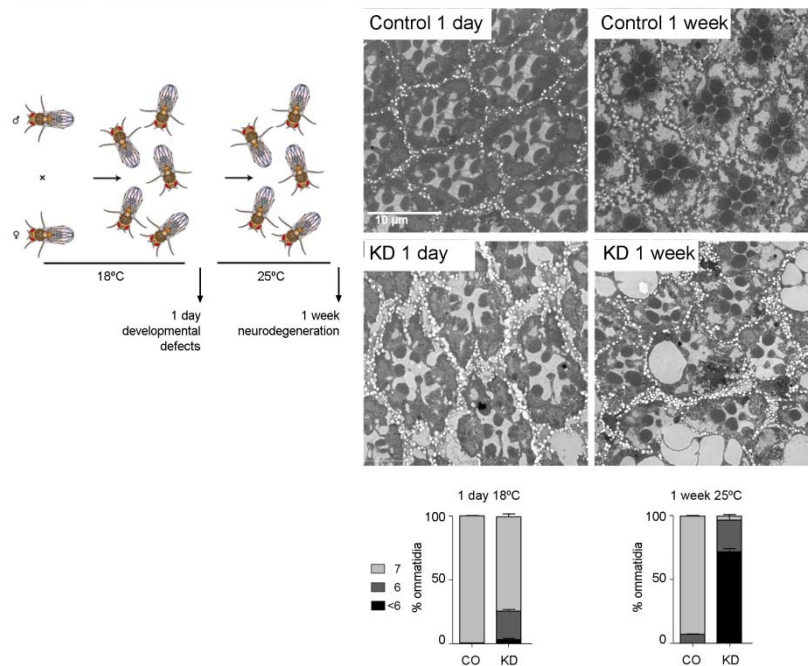 Control 1 day
Control 1 week
♂
×
♀
18ºC
25ºC
1 day
developmental
defects
1 week
neurodegeneration
10 µm
KD 1 day
KD 1 week
1 day 18ºC
1 week 25ºC
100
50
0
% ommatidia
7
6
<6
CO
KD
100
50
0
% ommatidia
CO
KD